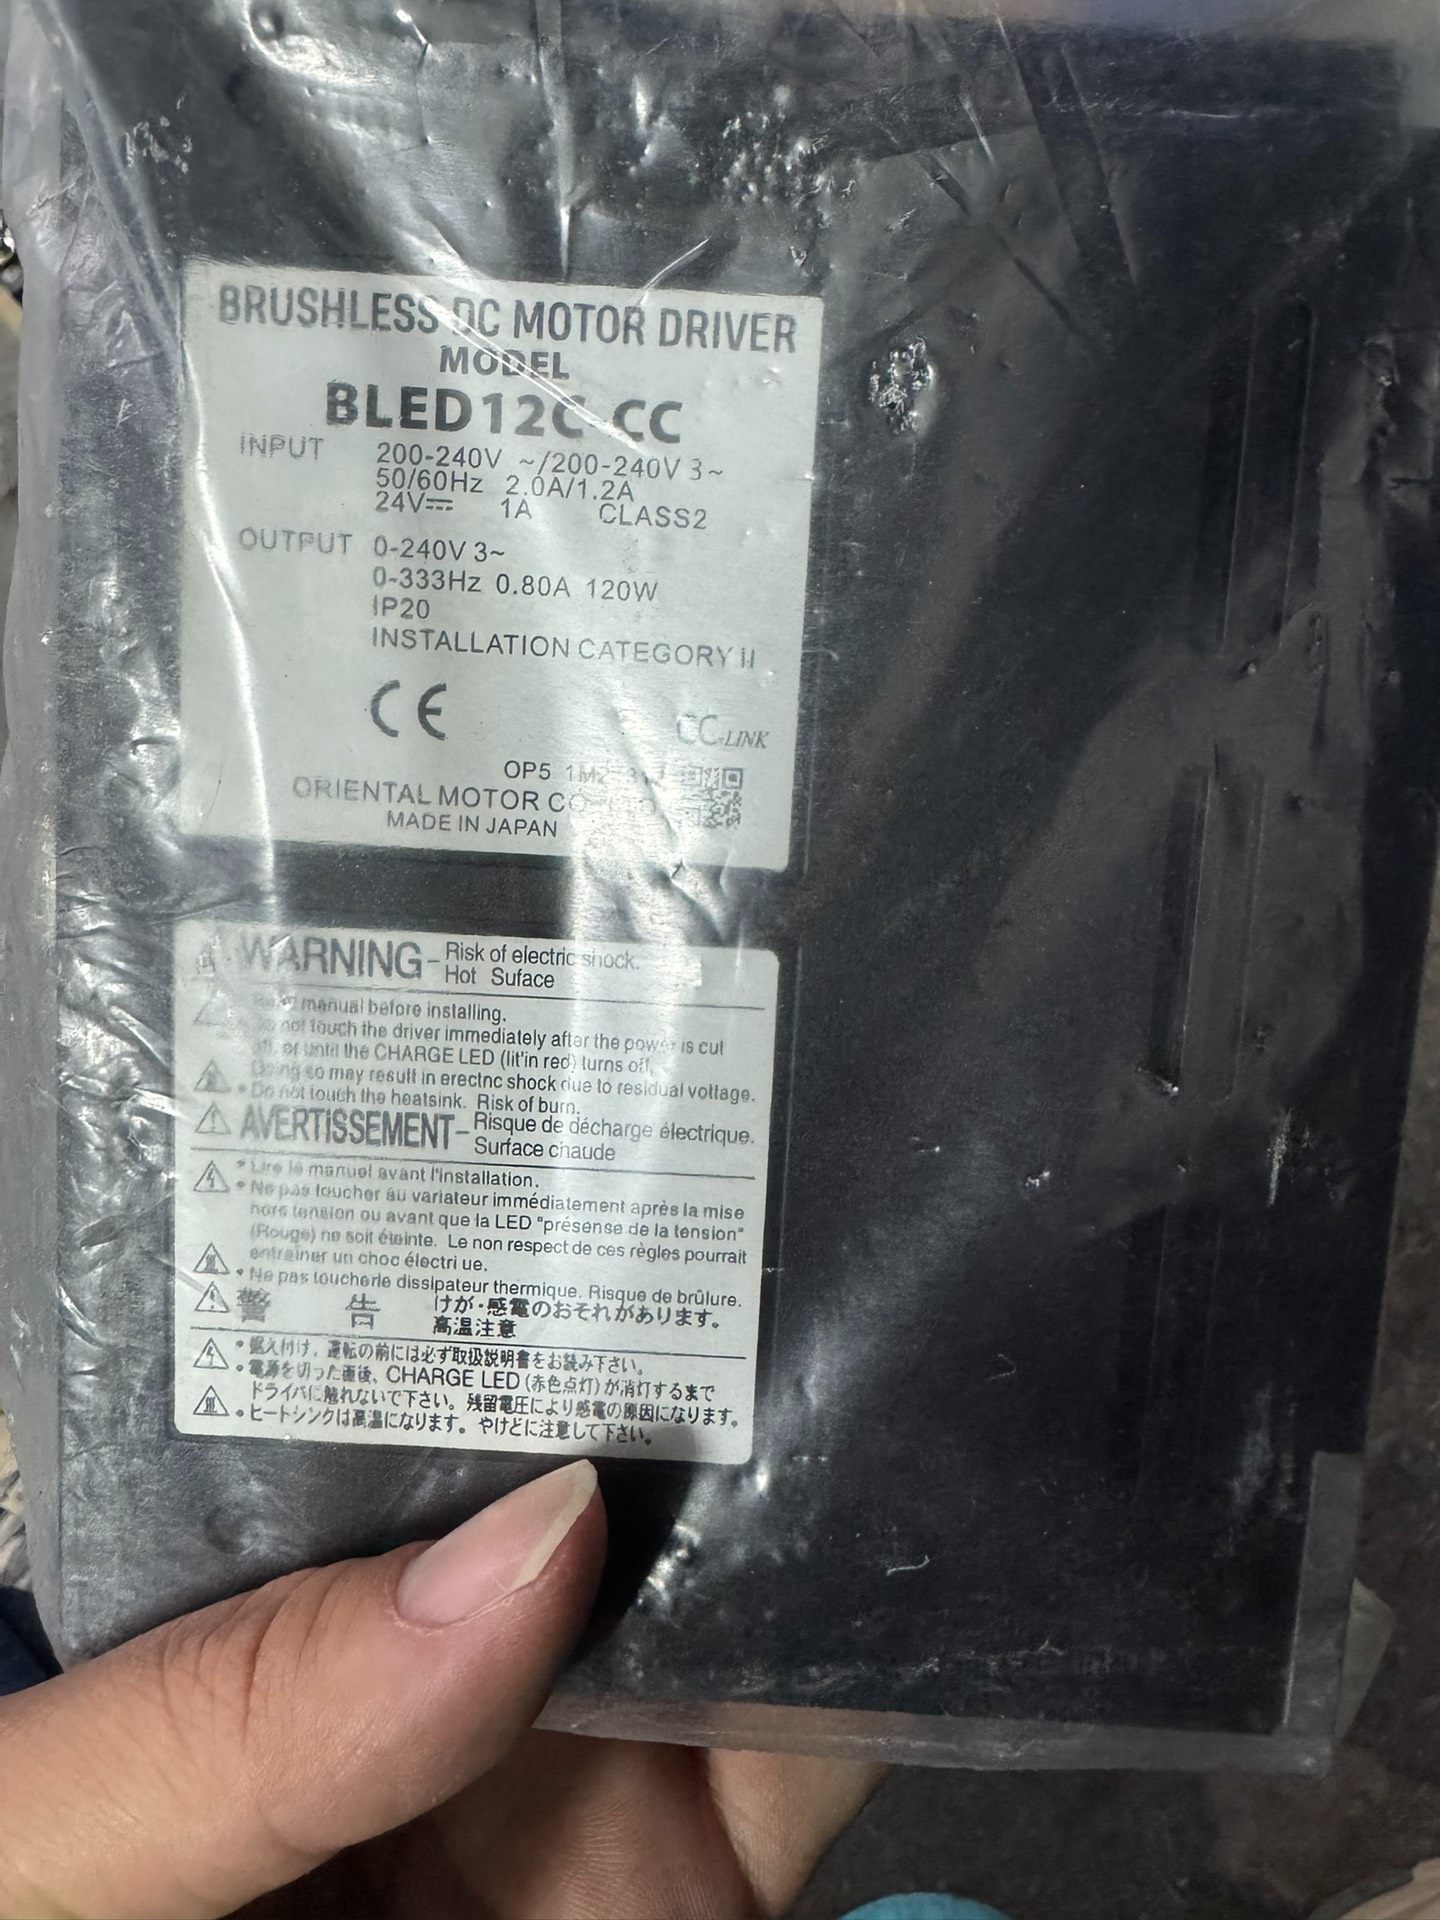 BRUSHLESS DC MOTOR DRIVER
MODEL
BLED12C-CC
INPUT 200-240V ~/200-240V 3~
50/60Hz 2.0A/1.2A
24V⎓ 1A CLASS2
OUTPUT 0-240V 3~
0-333Hz 0.80A 120W
IP20
INSTALLATION CATEGORY II
CE
CC-LINK
OP5
ORIENTAL MOTOR CO
MADE IN JAPAN
WARNING - Risk of electric shock.
Hot Suface
manual before installing.
not touch the driver immediately after the power is cut
or until the CHARGE LED (lit'in red) turns off.
Doing so may result in erectnc shock due to residual voltage.
• Do not touch the heatsink. Risk of burn.
AVERTISSEMENT - Risque de décharge électrique.
Surface chaude
• Lire le manuel avant l'installation.
• Ne pas toucher au variateur immédiatement après la mise
hors tension ou avant que la LED "présense de la tension"
(Rouge) ne soit éteinte. Le non respect de ces règles pourrait
entraîner un choc électri ue.
• Ne pas toucherle dissipateur thermique. Risque de brûlure.
警告 けが・感電のおそれがあります。
高温注意
• 据え付け、運転の前には必ず取扱説明書をお読み下さい。
• 電源を切った直後、CHARGE LED (赤色点灯) が消灯するまで
ドライバに触れないで下さい。残留電圧により感電の原因になります。
• ヒートシンクは高温になります。やけどに注意して下さい。